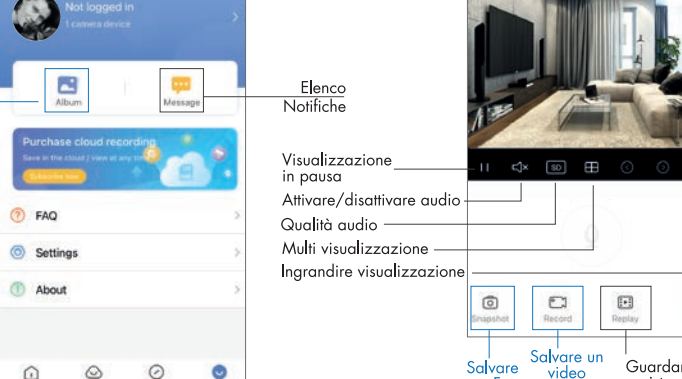 Not logged in
1 camera device
Album
Message
Purchase cloud recording
Save in the cloud / view at any time
Subscribe now
FAQ
Settings
About
Elenco
Notifiche
Visualizzazione
in pausa
Attivare/disattivare audio
Qualità audio
Multi visualizzazione
Ingrandire visualizzazione
SD
Snapshot
Record
Replay
Salvare
Salvare un
video
Guardar